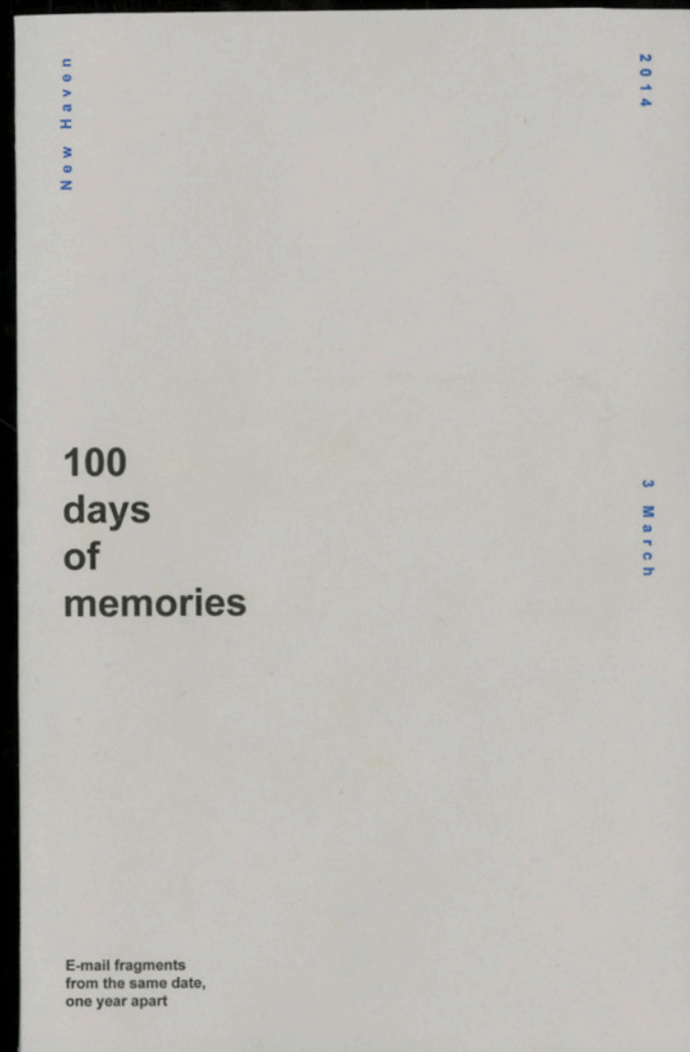 New Haven
2014
100
days
of
memories
3 March
E-mail fragments
from the same date,
one year apart